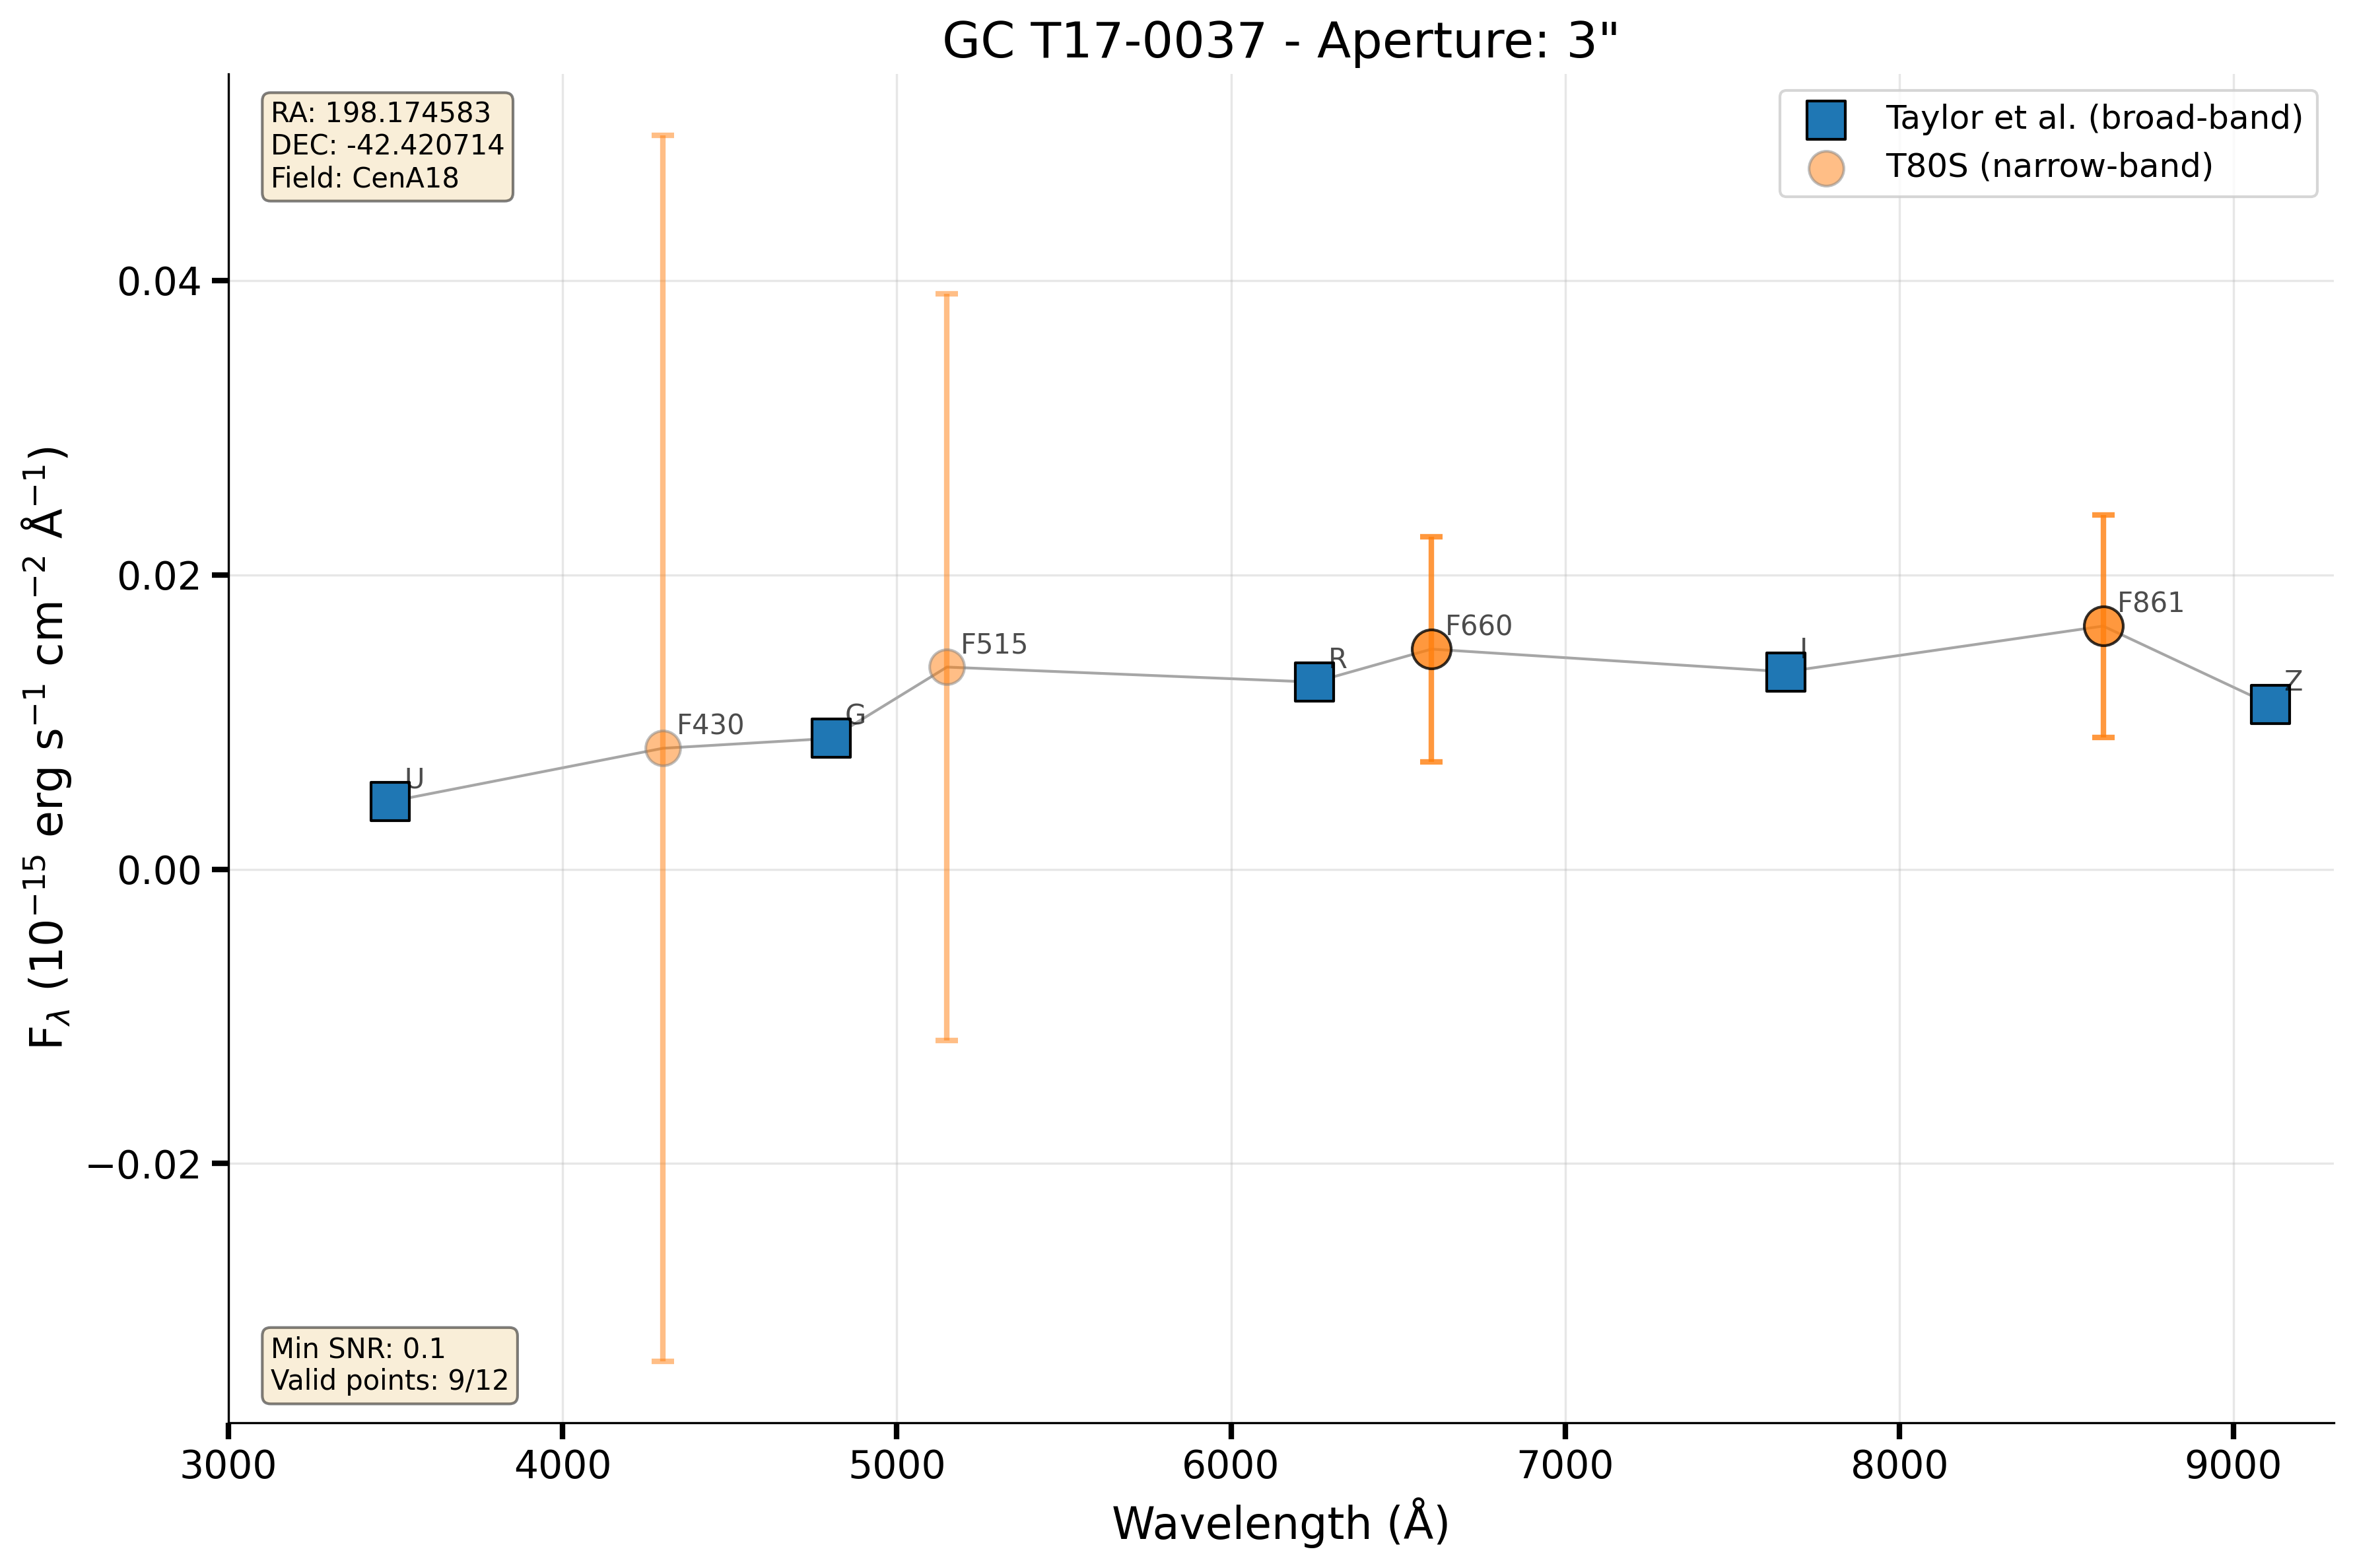 GC T17-0037 - Aperture: 3"
RA: 198.174583
DEC: -42.420714
Field: CenA18
Taylor et al. (broad-band)
T80S (narrow-band)
0.04
0.02
0.00
−0.02
F_λ (10⁻¹⁵ erg s⁻¹ cm⁻² Å⁻¹)
U
F430
G
F515
R
F660
I
F861
Z
Min SNR: 0.1
Valid points: 9/12
3000 4000 5000 6000 7000 8000 9000
Wavelength (Å)